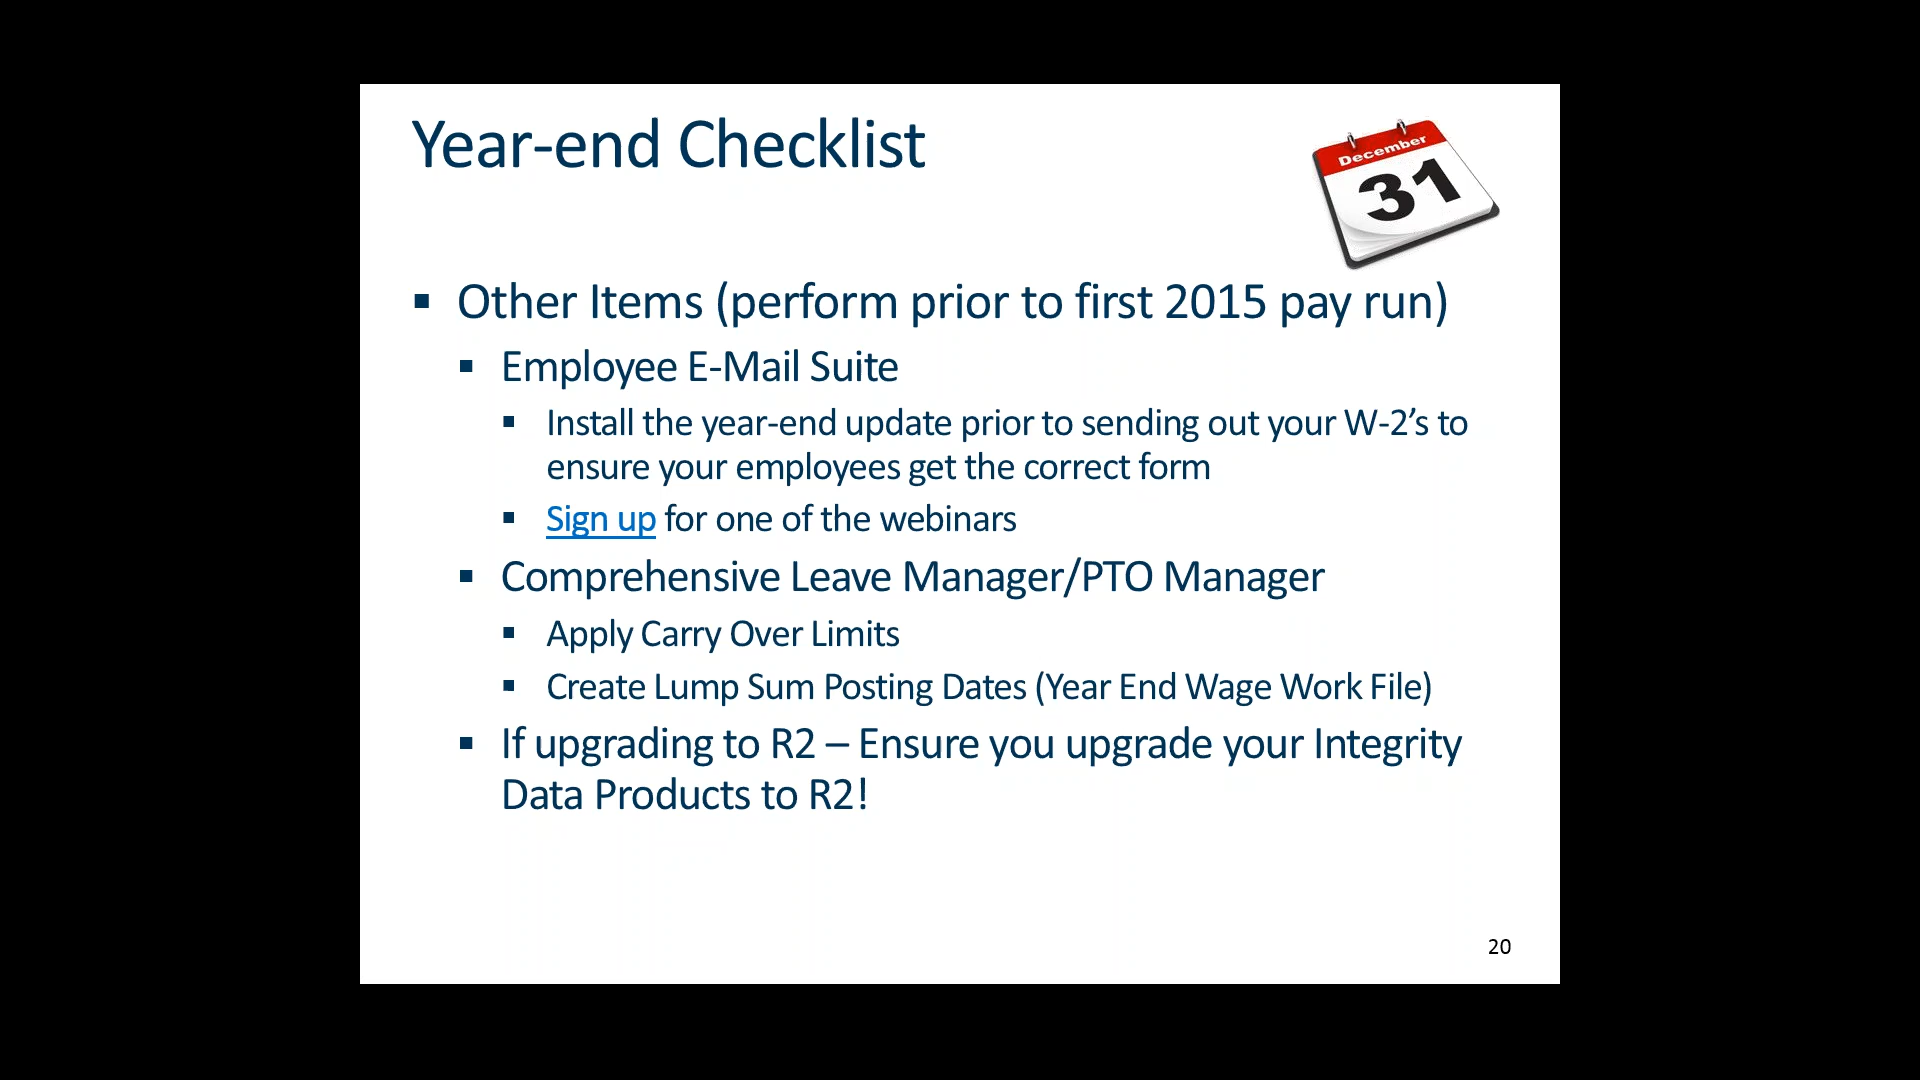 Year-end Checklist
December
31
▪ Other Items (perform prior to first 2015 pay run)
▪ Employee E-Mail Suite
▪ Install the year-end update prior to sending out your W-2’s to
ensure your employees get the correct form
▪ Sign up for one of the webinars
▪ Comprehensive Leave Manager/PTO Manager
▪ Apply Carry Over Limits
▪ Create Lump Sum Posting Dates (Year End Wage Work File)
▪ If upgrading to R2 – Ensure you upgrade your Integrity
Data Products to R2!
20